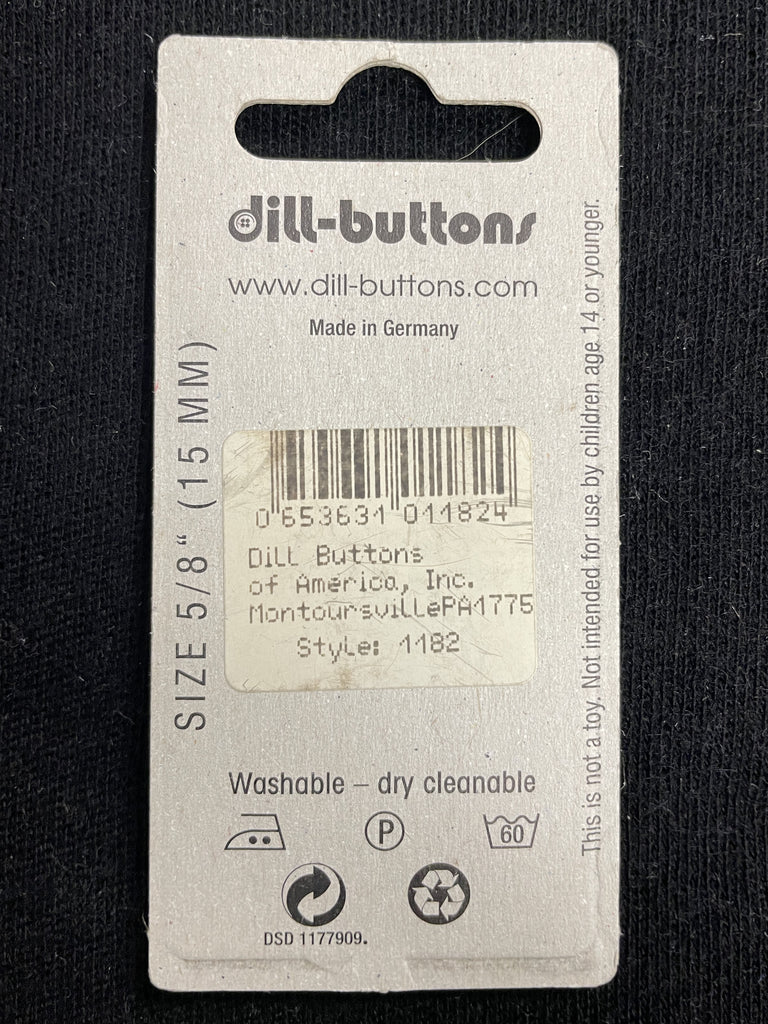 dill-buttons
www.dill-buttons.com
Made in Germany
SIZE 5/8“ (15 MM)
0 653631 011824
Dill Buttons
of America, Inc.
MontoursvillePA1775
Style: 1182
This is not a toy. Not intended for use by children age 14 or younger.
Washable – dry cleanable
P
60
DSD 1177909.